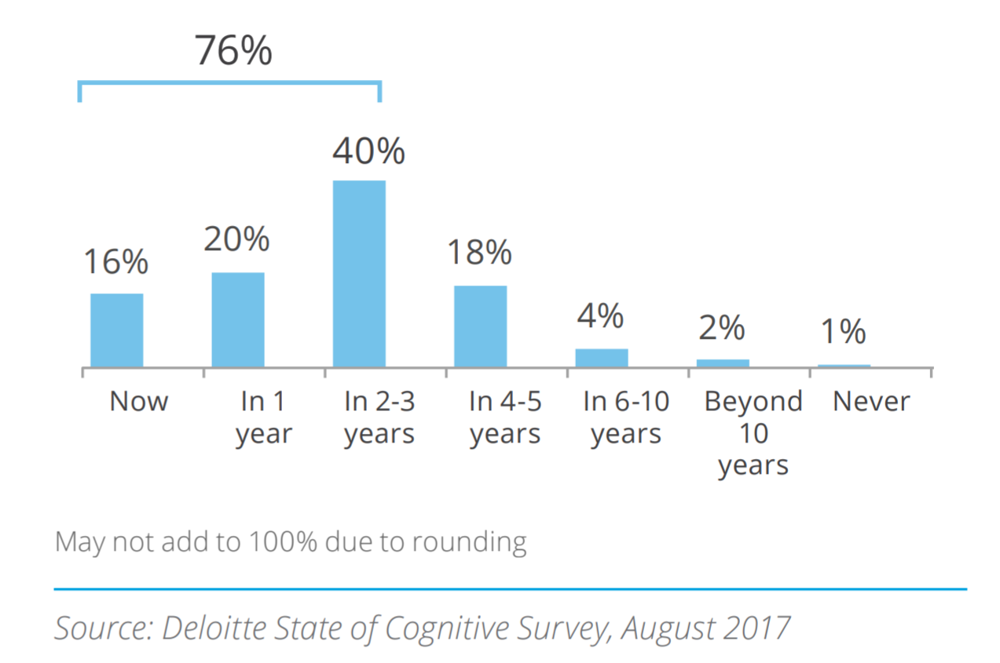 76%
40%
20%
18%
16%
4%
2%
1%
Now
In 1
year
In 2-3
years
In 4-5
years
In 6-10
years
Beyond
10
years
Never
May not add to 100% due to rounding
Source: Deloitte State of Cognitive Survey, August 2017